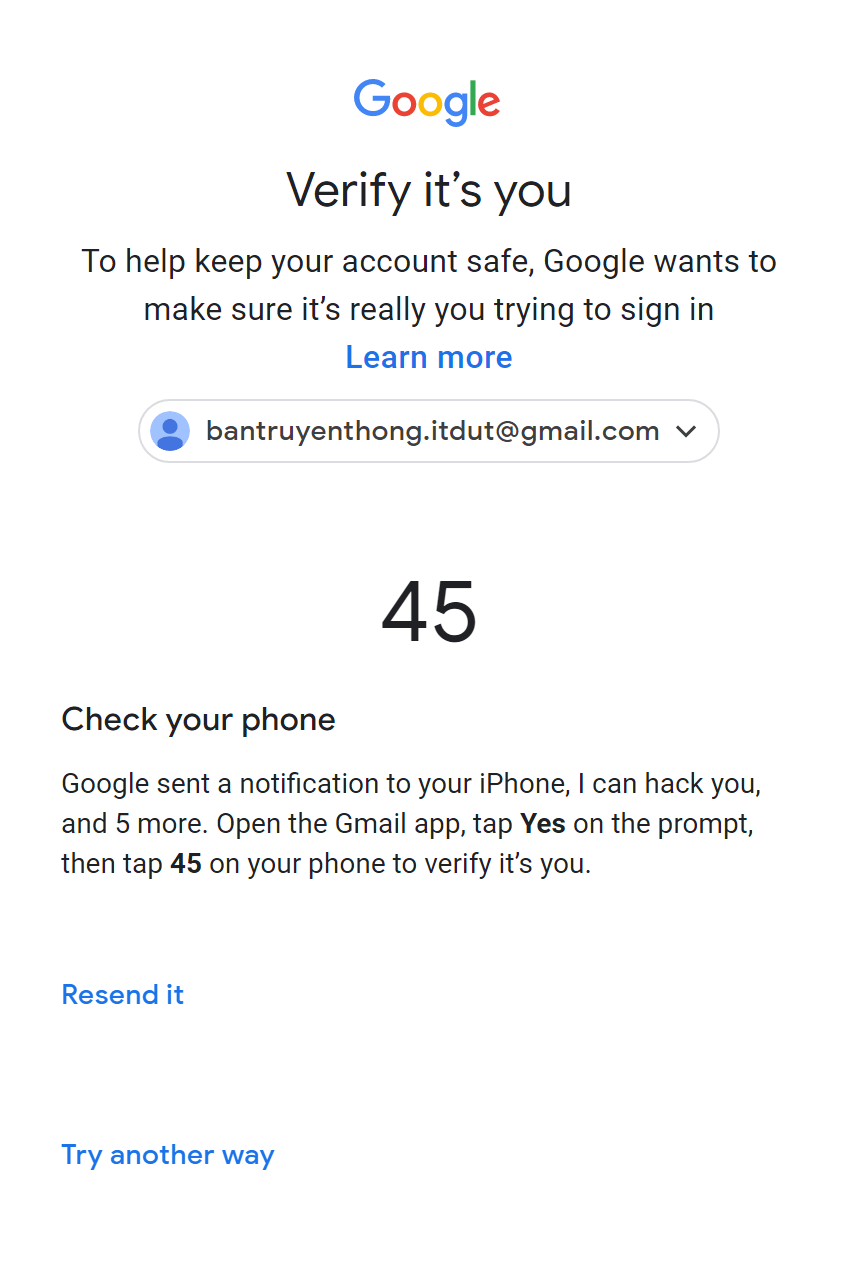 Google
Verify it’s you
To help keep your account safe, Google wants to
make sure it’s really you trying to sign in
Learn more
bantruyenthong.itdut@gmail.com
45
Check your phone
Google sent a notification to your iPhone, I can hack you,
and 5 more. Open the Gmail app, tap Yes on the prompt,
then tap 45 on your phone to verify it’s you.
Resend it
Try another way